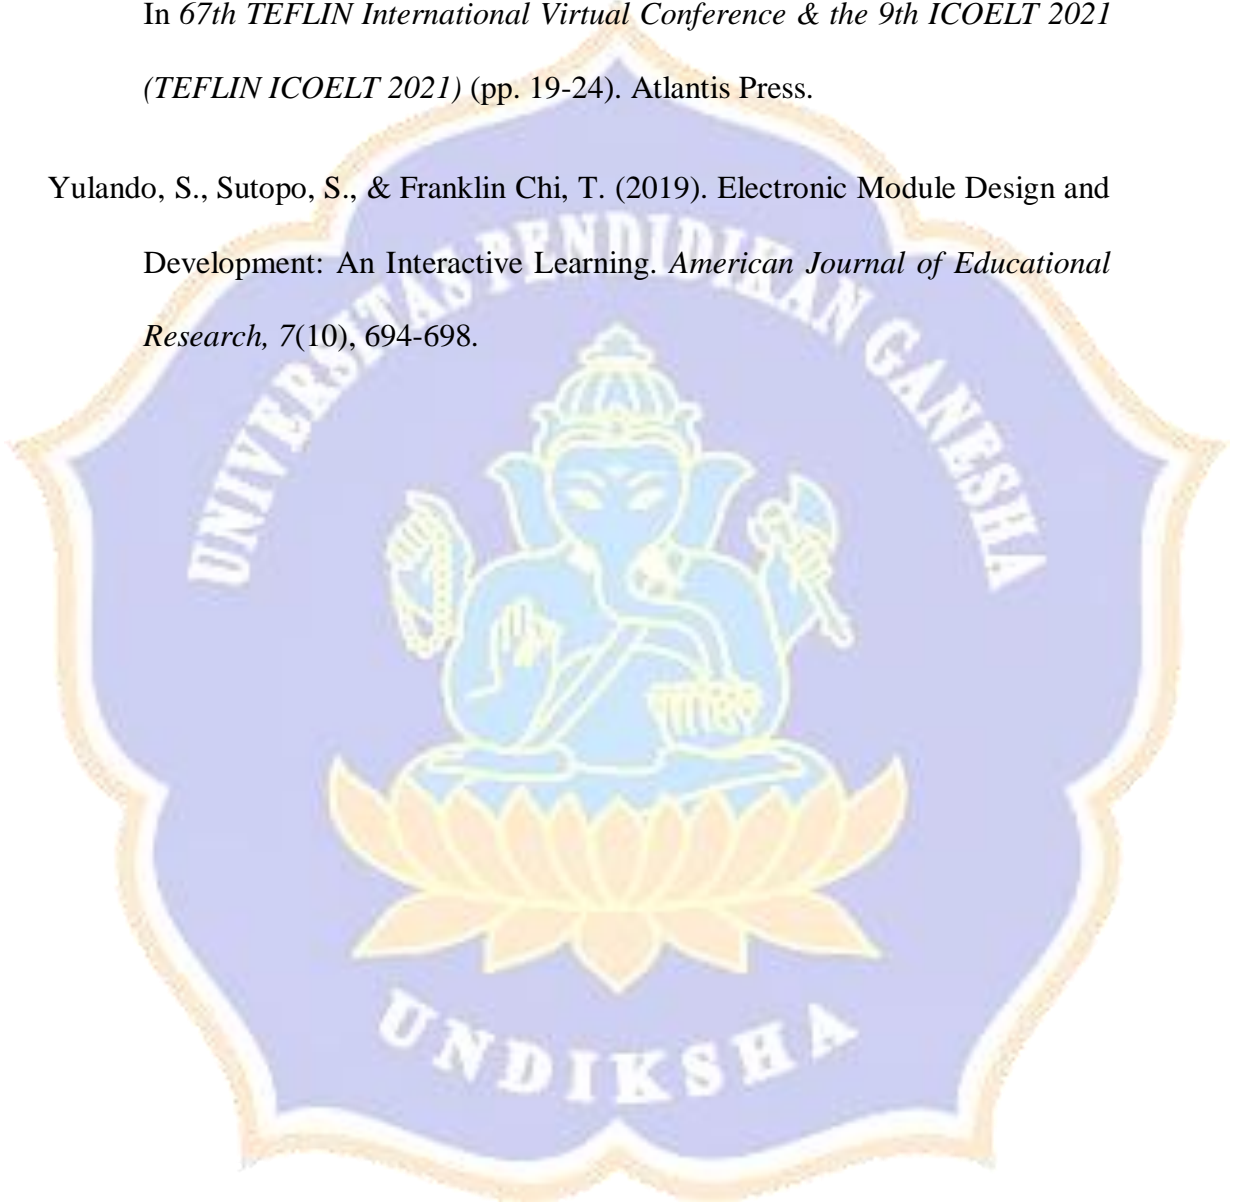 In 67th TEFLIN International Virtual Conference & the 9th ICOELT 2021
(TEFLIN ICOELT 2021) (pp. 19-24). Atlantis Press.
Yulando, S., Sutopo, S., & Franklin Chi, T. (2019). Electronic Module Design and
Development: An Interactive Learning. American Journal of Educational
Research, 7(10), 694-698.
UNIVERSITAS PENDIDIKAN GANESHA
UNDIKSHA